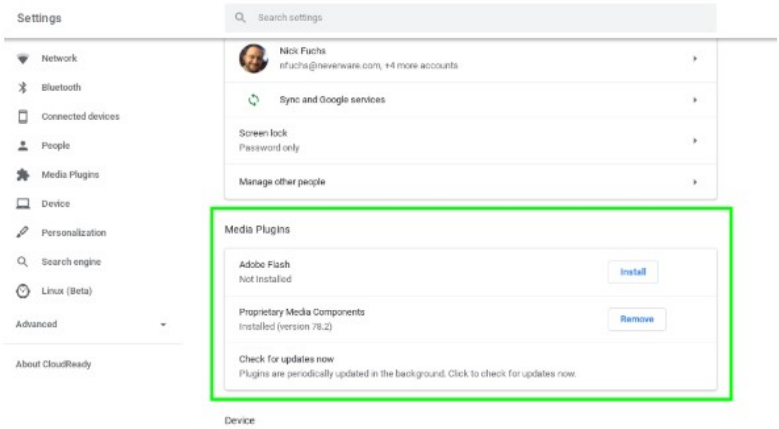 Settings
Search settings
Network
Bluetooth
Connected devices
People
Media Plugins
Device
Personalization
Search engine
Linux (Beta)
Advanced
About CloudReady
Nick Fuchs
nfuchs@neverware.com, +4 more accounts
Sync and Google services
Screen lock
Password only
Manage other people
Media Plugins
Adobe Flash
Not Installed
Install
Proprietary Media Components
Installed (version 78.2)
Remove
Check for updates now
Plugins are periodically updated in the background. Click to check for updates now.
Device